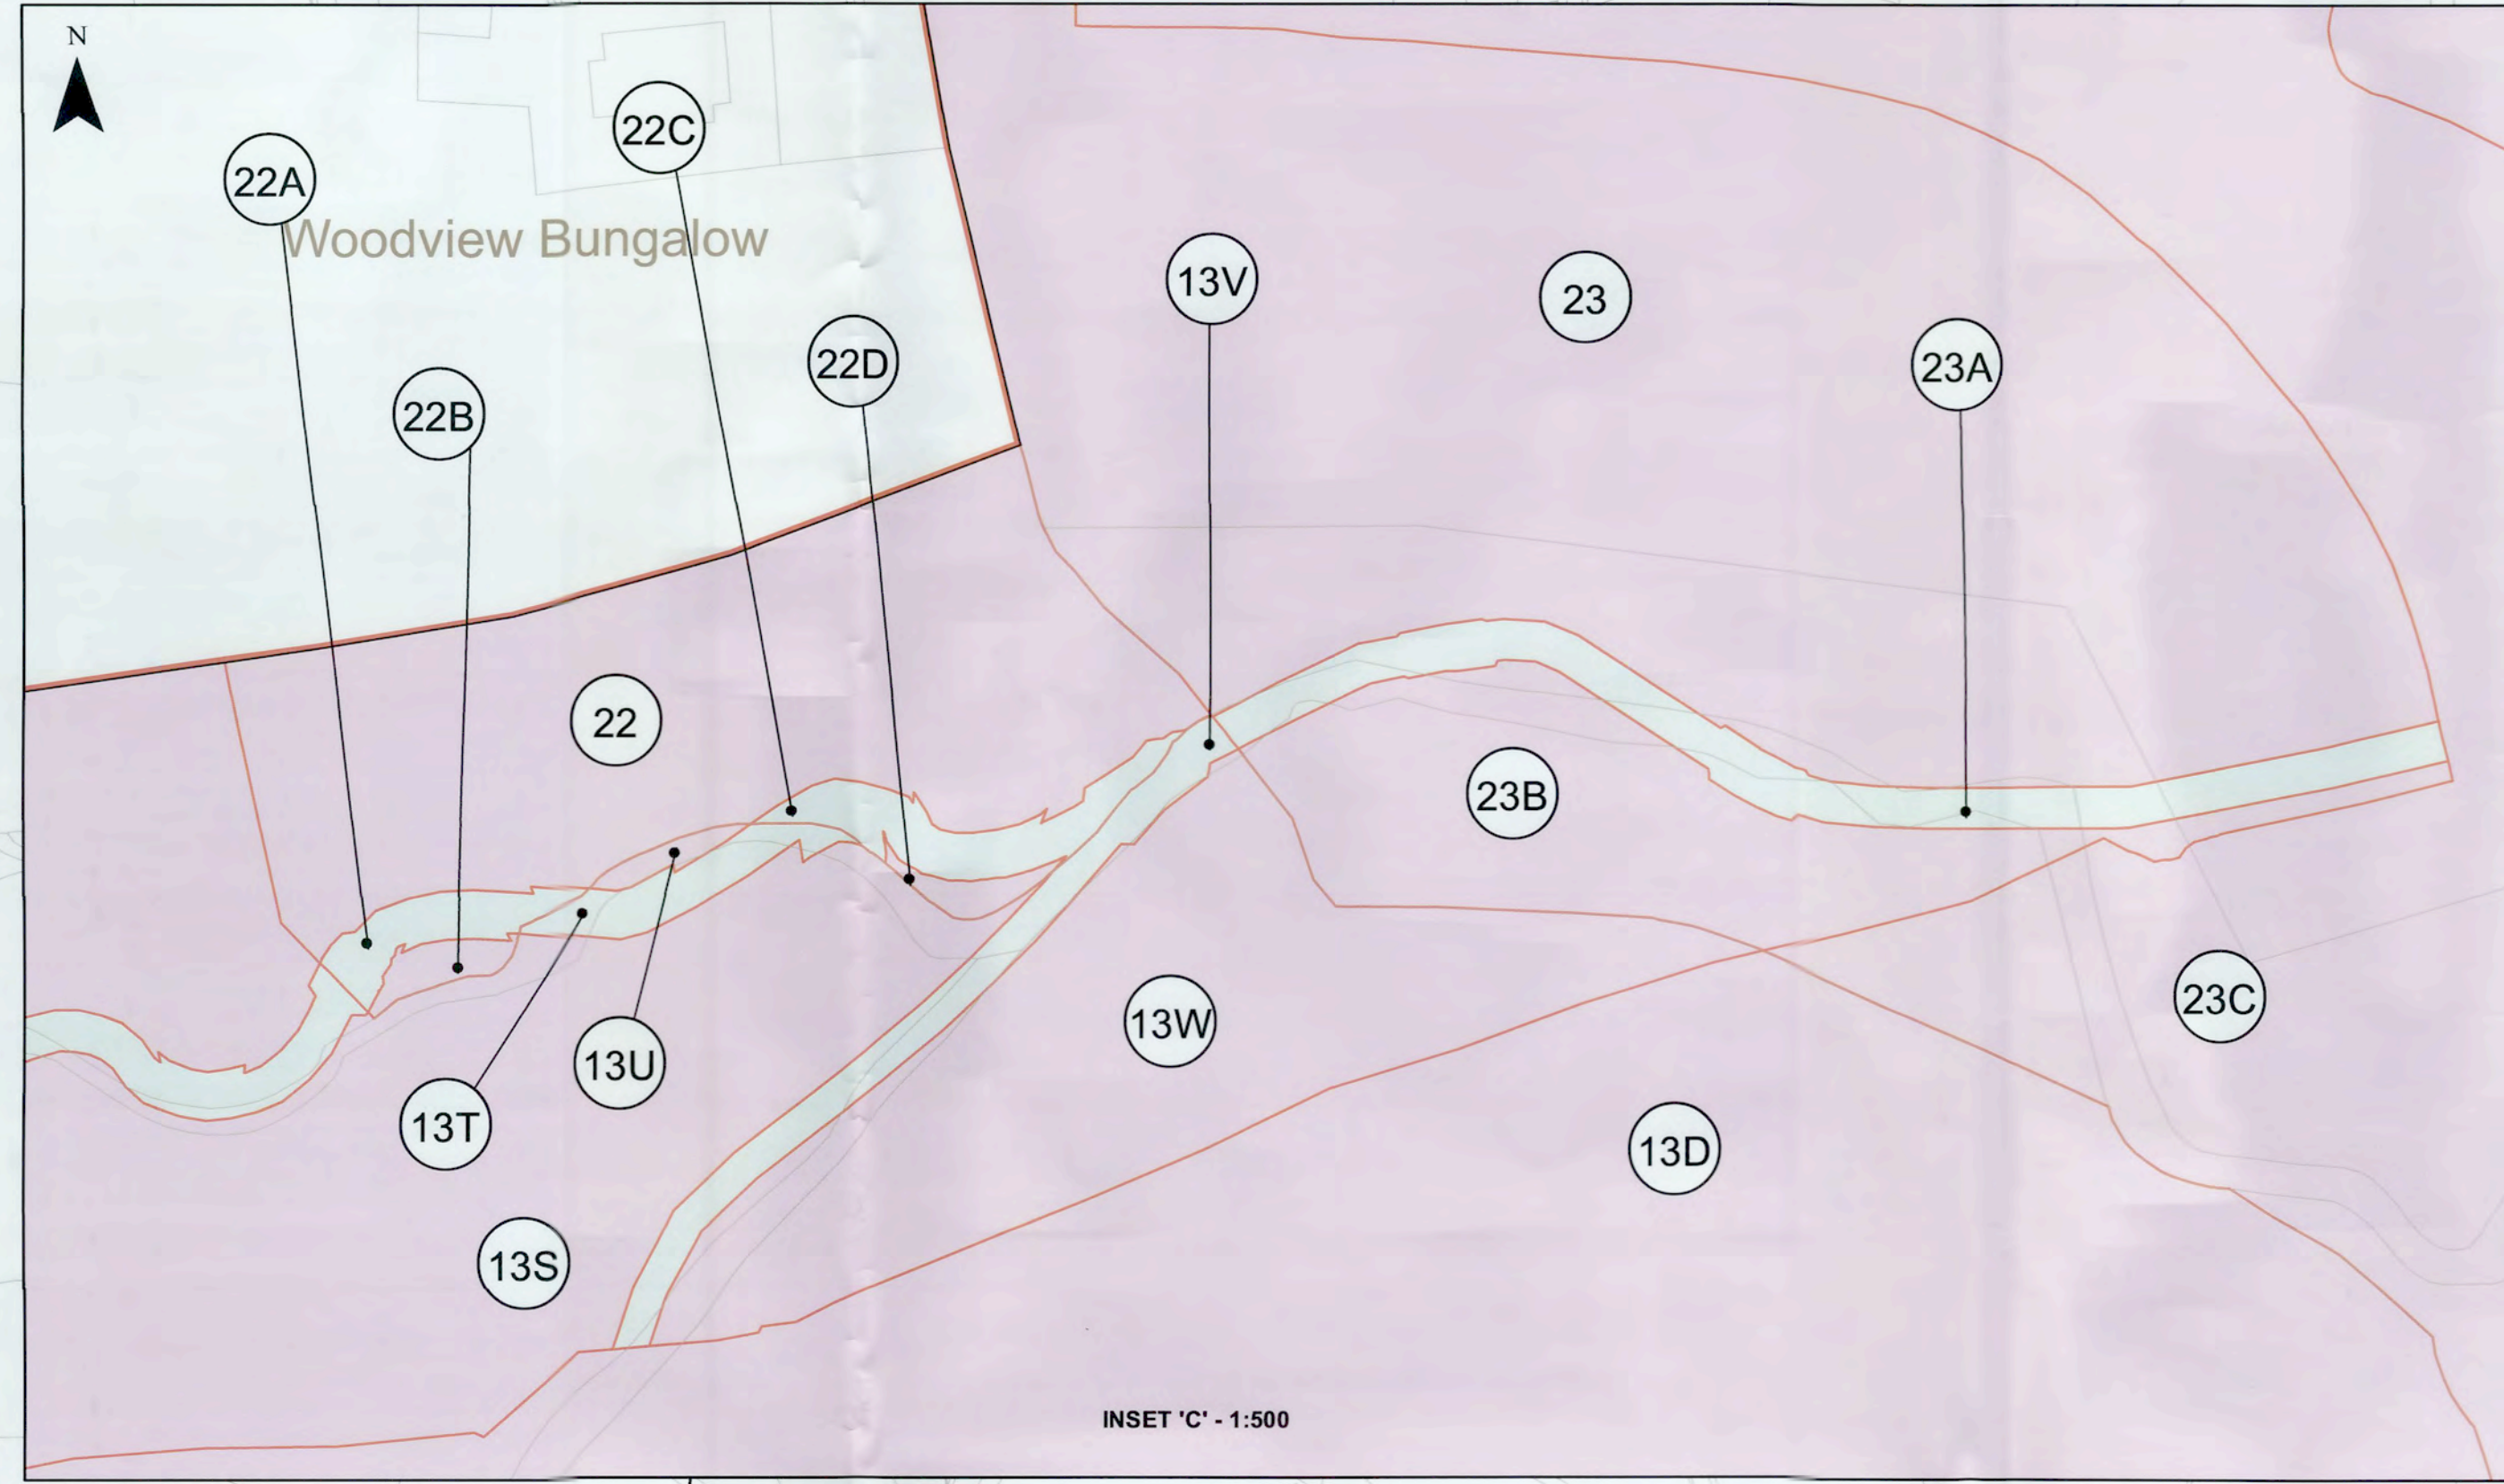 N
22C
22A
Woodview Bungalow
13V
23
22D
23A
22B
22
23B
23C
13W
13U
13T
13D
13S
INSET 'C' - 1:500